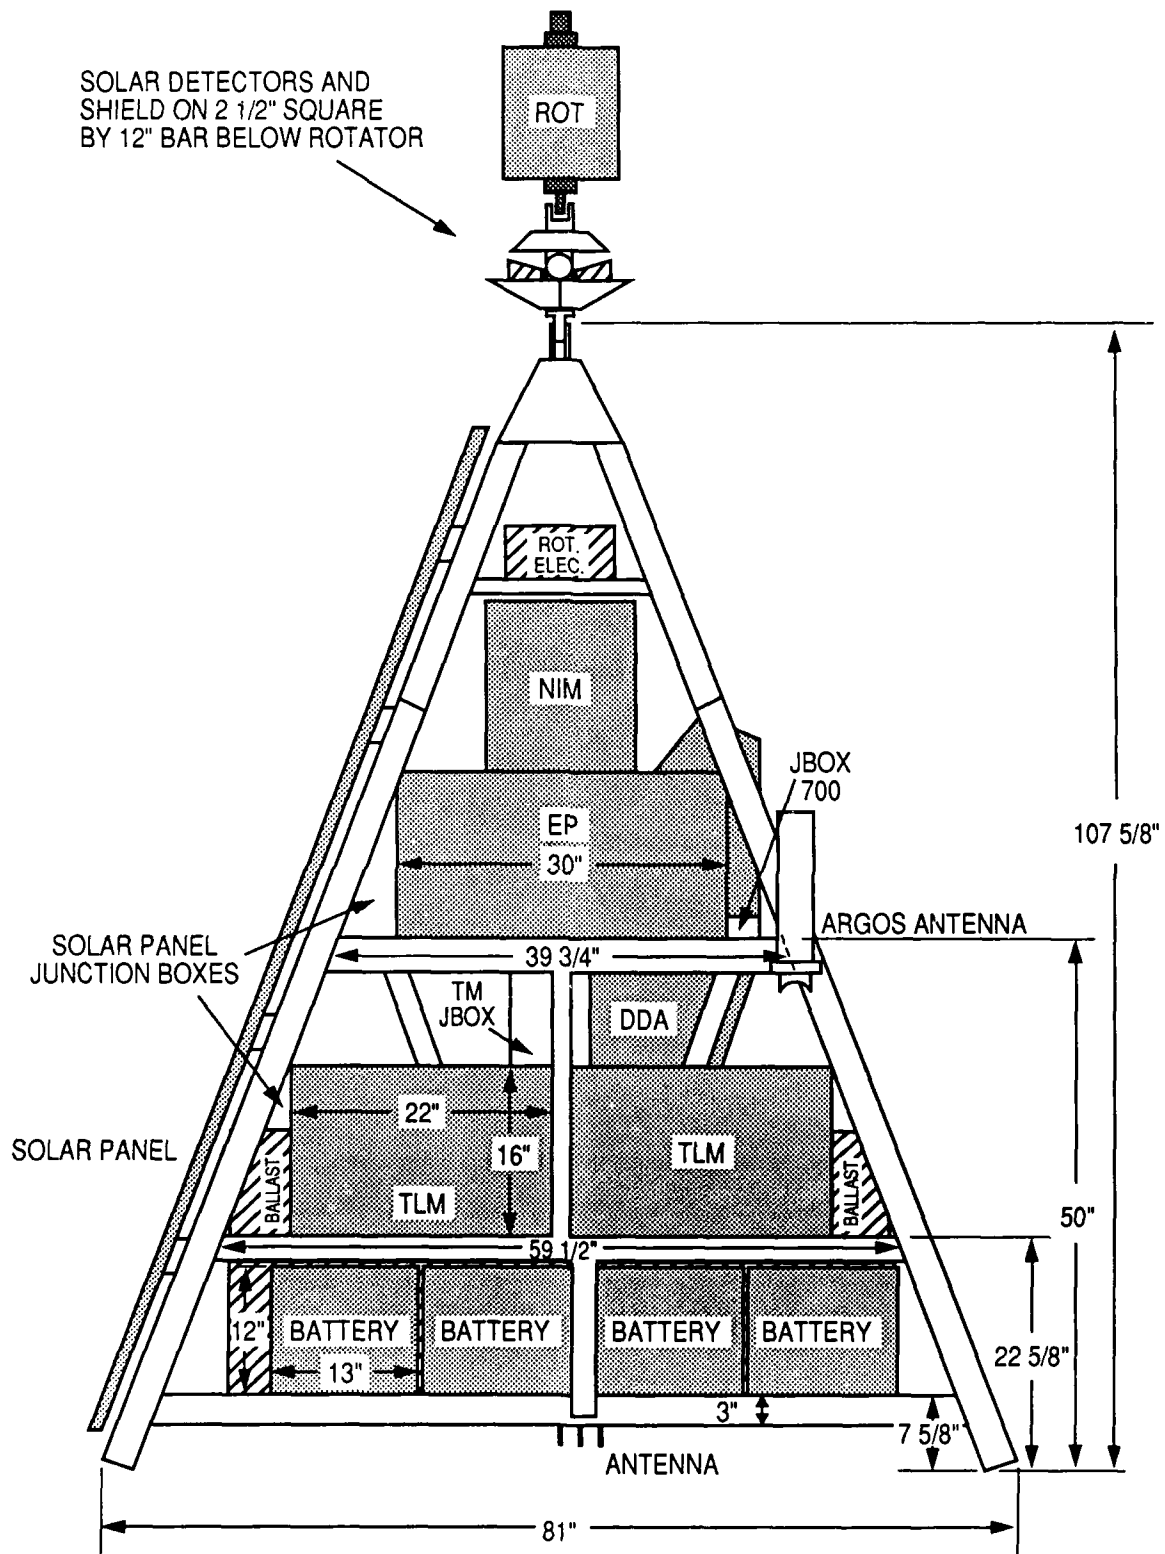 ROT
SOLAR DETECTORS AND
SHIELD ON 2 1/2" SQUARE
BY 12" BAR BELOW ROTATOR
ROT.
ELEC.
NIM
JBOX
700
EP
30"
107 5/8"
ARGOS ANTENNA
SOLAR PANEL
JUNCTION BOXES
39 3/4"
TM
JBOX
DDA
22"
16"
TLM
SOLAR PANEL
BALLAST
TLM
BALLAST
50"
59 1/2"
12"
BATTERY
BATTERY
BATTERY
BATTERY
22 5/8"
13"
3"
7 5/8"
ANTENNA
81"